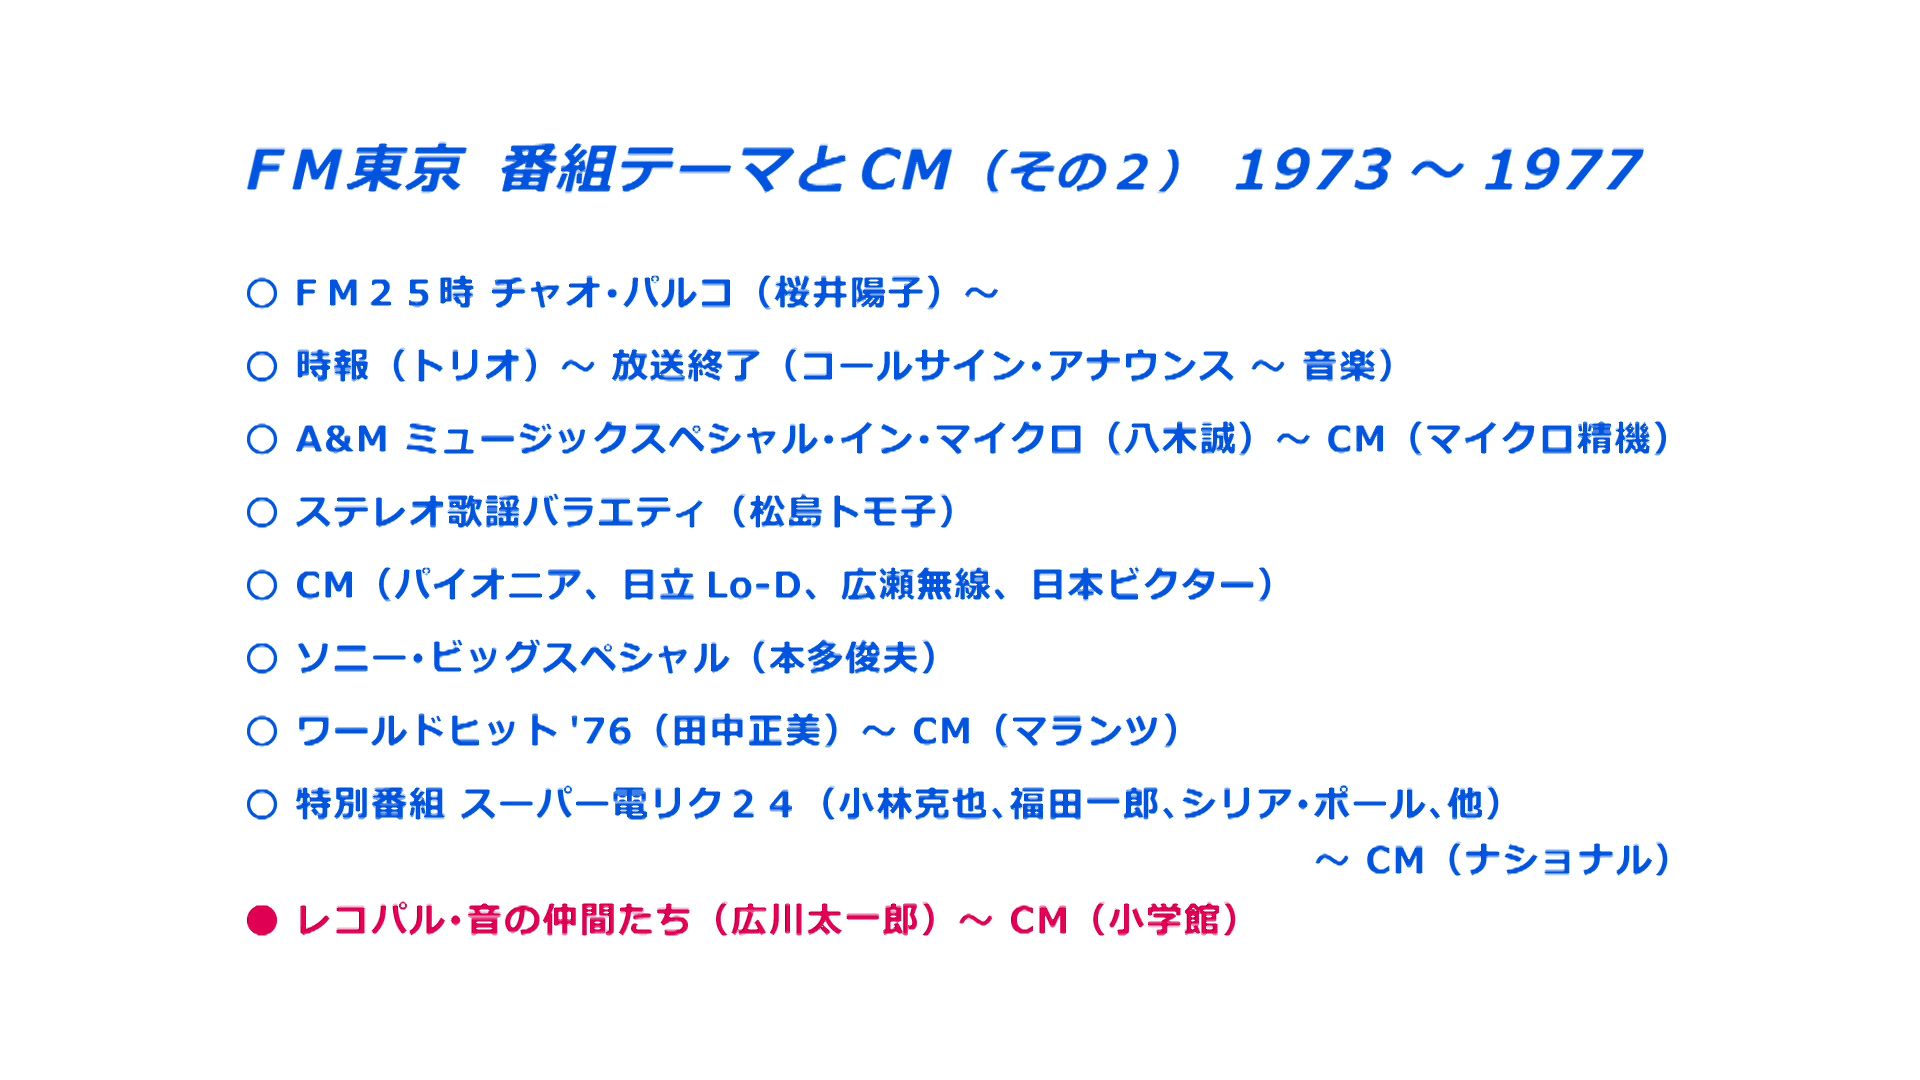 FM東京 番組テーマとCM（その２） 1973 ～ 1977
○ ＦＭ２５時 チャオ･パルコ（桜井陽子）～
○ 時報（トリオ）～ 放送終了（コールサイン･アナウンス ～ 音楽）
○ A&M ミュージックスペシャル･イン･マイクロ（八木誠）～ CM（マイクロ精機）
○ ステレオ歌謡バラエティ（松島トモ子）
○ CM（パイオニア、日立 Lo-D、広瀬無線、日本ビクター）
○ ソニー･ビッグスペシャル（本多俊夫）
○ ワールドヒット '76（田中正美）～ CM（マランツ）
○ 特別番組 スーパー電リク２４（小林克也､福田一郎､シリア･ポール､他）
～ CM（ナショナル）
● レコパル･音の仲間たち（広川太一郎）～ CM（小学館）